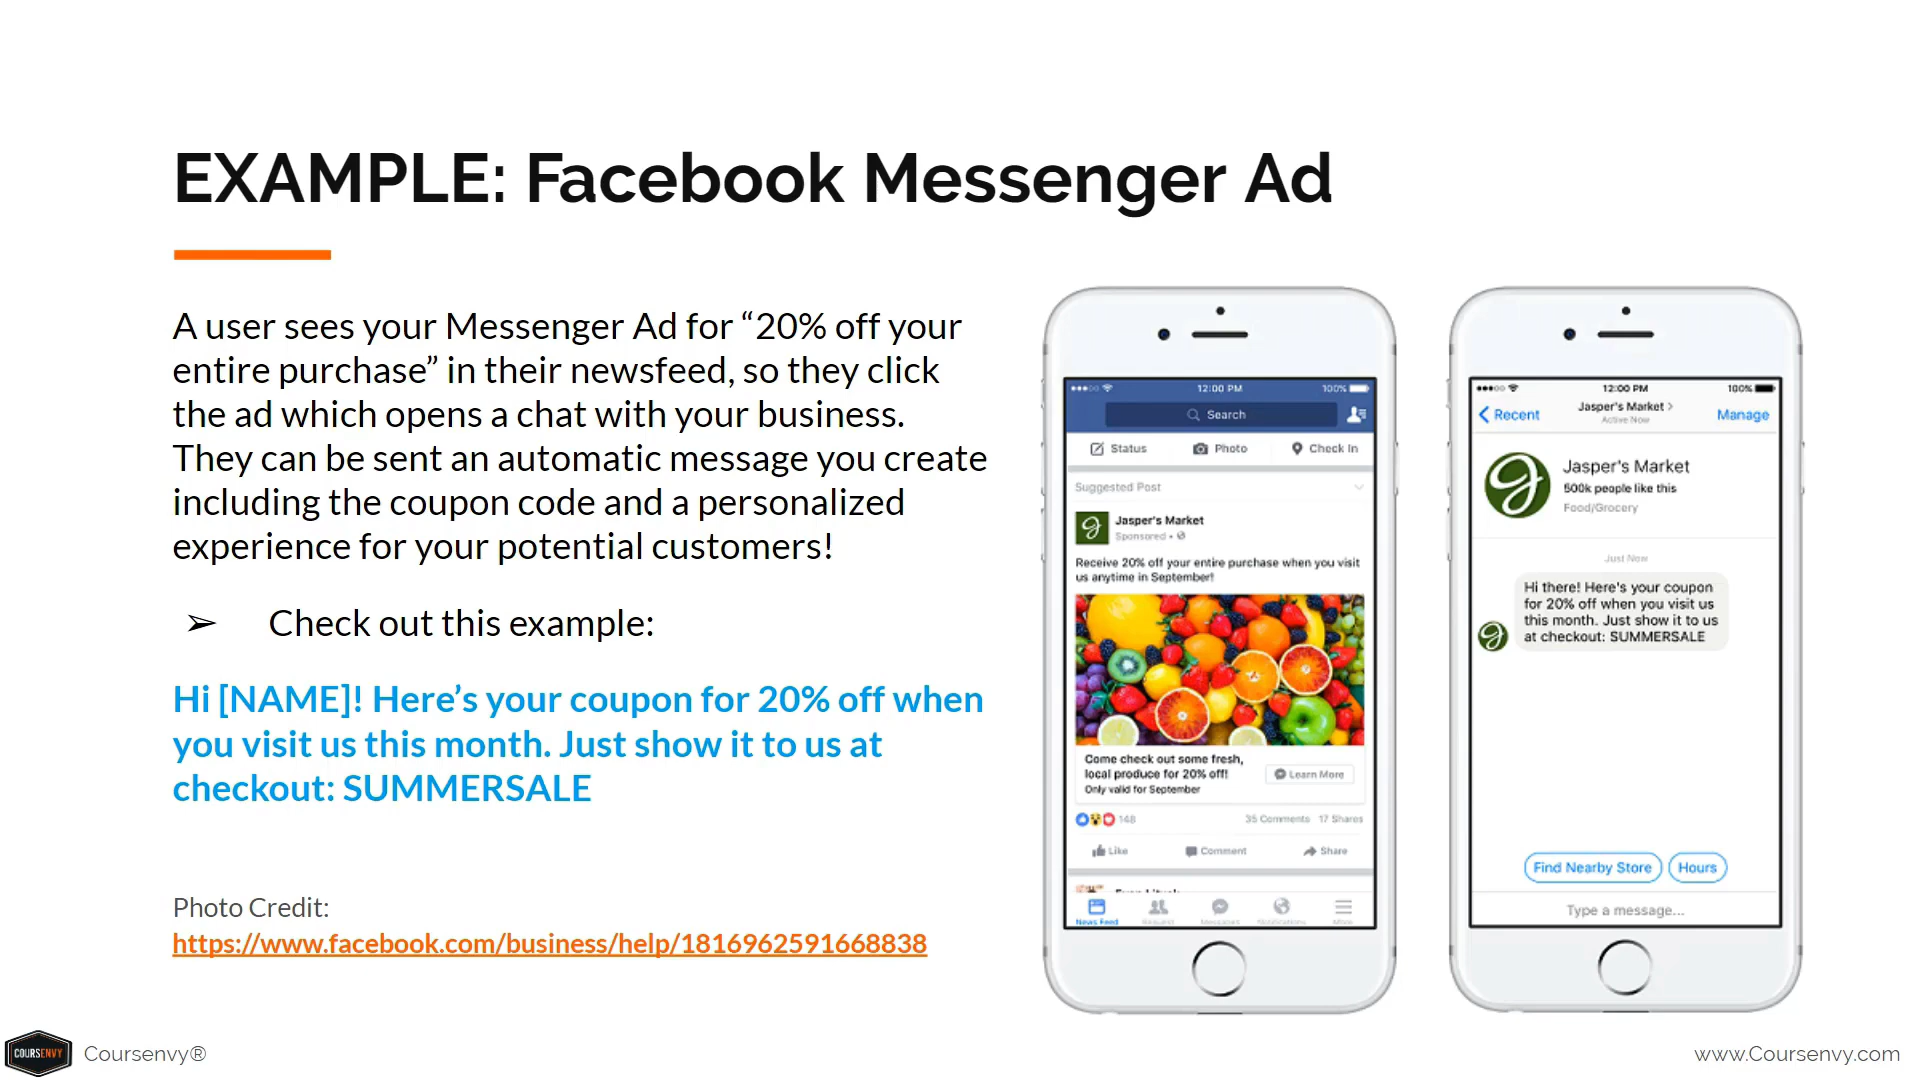 EXAMPLE: Facebook Messenger Ad
A user sees your Messenger Ad for “20% off your
entire purchase” in their newsfeed, so they click
the ad which opens a chat with your business.
They can be sent an automatic message you create
including the coupon code and a personalized
experience for your potential customers!
➢ Check out this example:
Hi [NAME]! Here’s your coupon for 20% off when
you visit us this month. Just show it to us at
checkout: SUMMERSALE
Photo Credit:
https://www.facebook.com/business/help/1816962591668838
12:00 PM 100%
Search
Status Photo Check In
Suggested Post
Jasper's Market
Sponsored •
Receive 20% off your entire purchase when you visit
us anytime in September!
Come check out some fresh,
local produce for 20% off!
Only valid for September
Learn More
148 35 Comments 17 Shares
Like Comment Share
News Feed Messages Notifications More
12:00 PM 100%
Recent Jasper's Market > Manage
Active Now
Jasper's Market
500k people like this
Food/Grocery
Just Now
Hi there! Here's your coupon
for 20% off when you visit us
this month. Just show it to us
at checkout: SUMMERSALE
Find Nearby Store Hours
Type a message...
COURSENVY Coursenvy®
www.Coursenvy.com